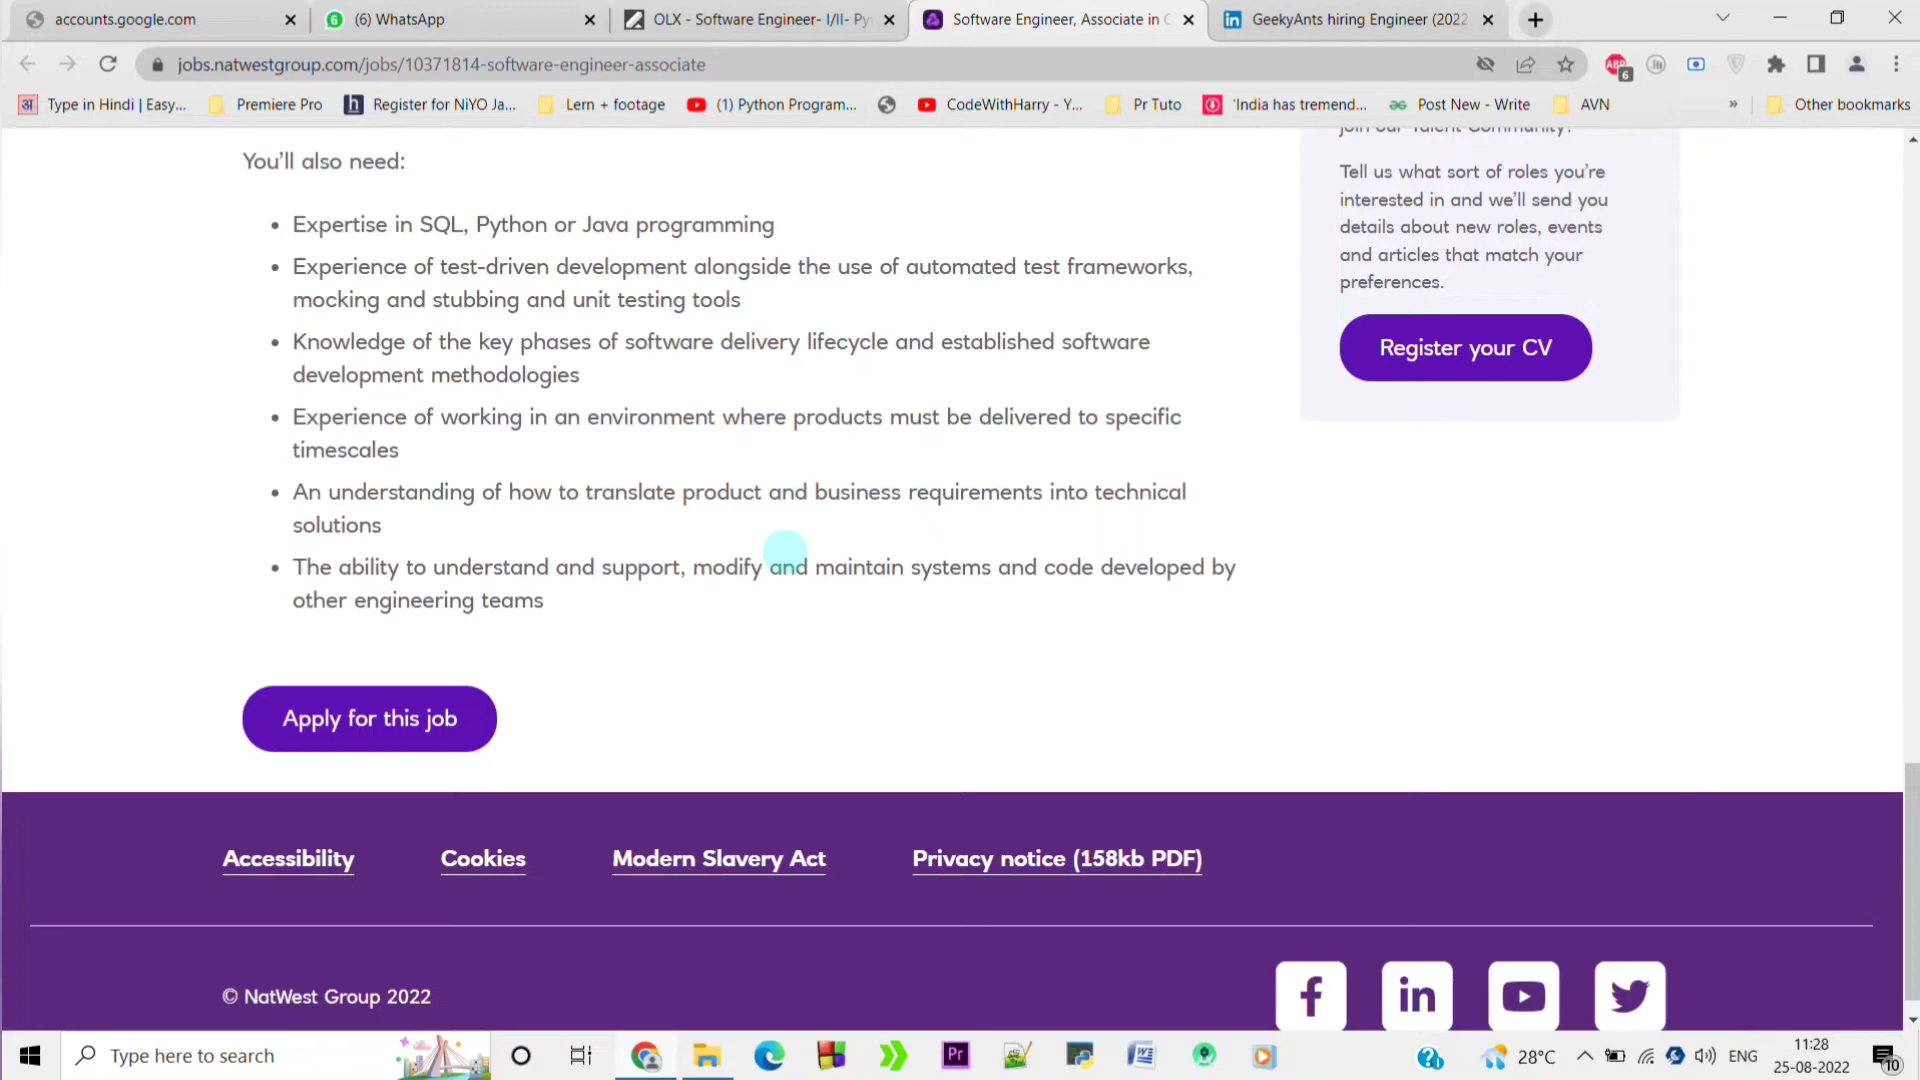 accounts.google.com
(6) WhatsApp
OLX - Software Engineer- I/II- Py
Software Engineer, Associate in
GeekyAnts hiring Engineer (2022
jobs.natwestgroup.com/jobs/10371814-software-engineer-associate
ABP
6
Type in Hindi | Easy...
Premiere Pro
Register for NiYO Ja...
Lern + footage
(1) Python Program...
CodeWithHarry - Y...
Pr Tuto
'India has tremend...
Post New - Write
AVN
»
Other bookmarks
join our Talent Community?
You'll also need:
Tell us what sort of roles you're
interested in and we'll send you
details about new roles, events
and articles that match your
preferences.
Register your CV
• Expertise in SQL, Python or Java programming
• Experience of test-driven development alongside the use of automated test frameworks,
mocking and stubbing and unit testing tools
• Knowledge of the key phases of software delivery lifecycle and established software
development methodologies
• Experience of working in an environment where products must be delivered to specific
timescales
• An understanding of how to translate product and business requirements into technical
solutions
• The ability to understand and support, modify and maintain systems and code developed by
other engineering teams
Apply for this job
Accessibility
Cookies
Modern Slavery Act
Privacy notice (158kb PDF)
© NatWest Group 2022
Type here to search
Pr
28°C
ENG
11:28
25-08-2022
10